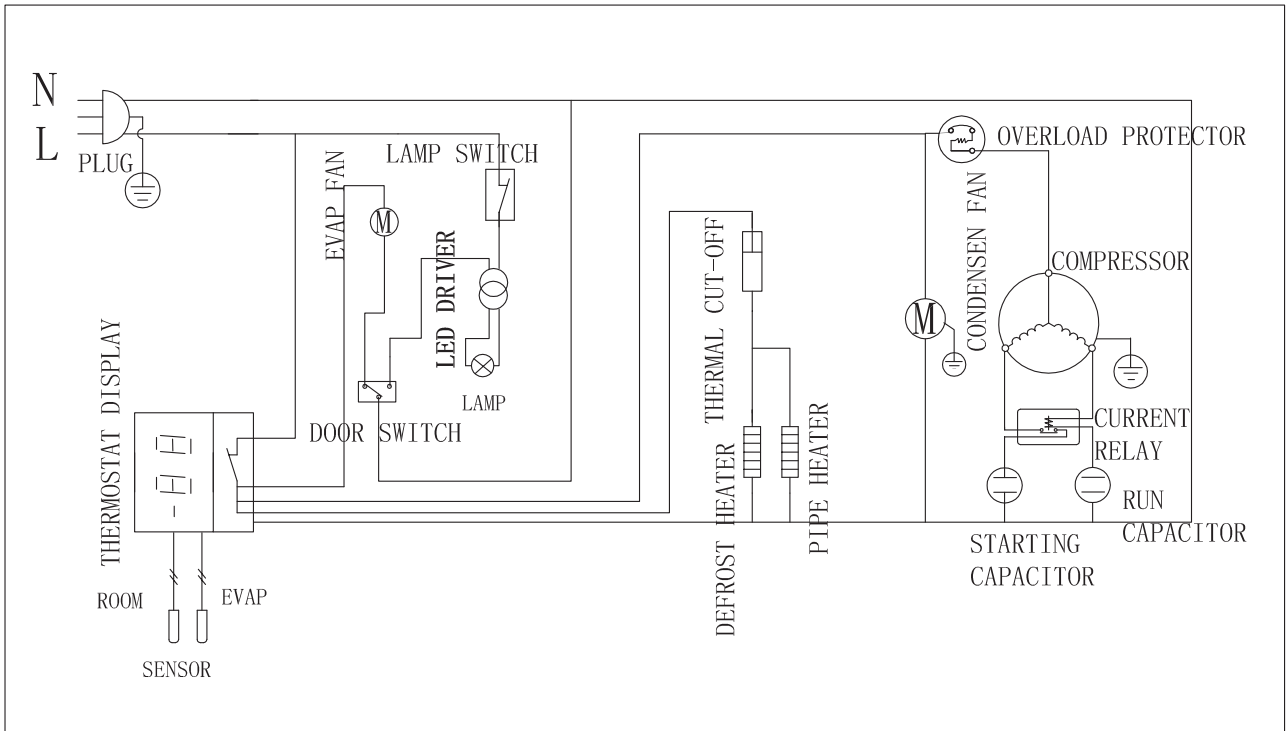 N
L
PLUG
LAMP SWITCH
EVAP FAN
LED DRIVER
LAMP
DOOR SWITCH
THERMOSTAT DISPLAY
ROOM
EVAP
SENSOR
THERMAL CUT-OFF
DEFROST HEATER
PIPE HEATER
M
M
CONDENSEN FAN
OVERLOAD PROTECTOR
COMPRESSOR
CURRENT
RELAY
RUN
CAPACITOR
STARTING
CAPACITOR